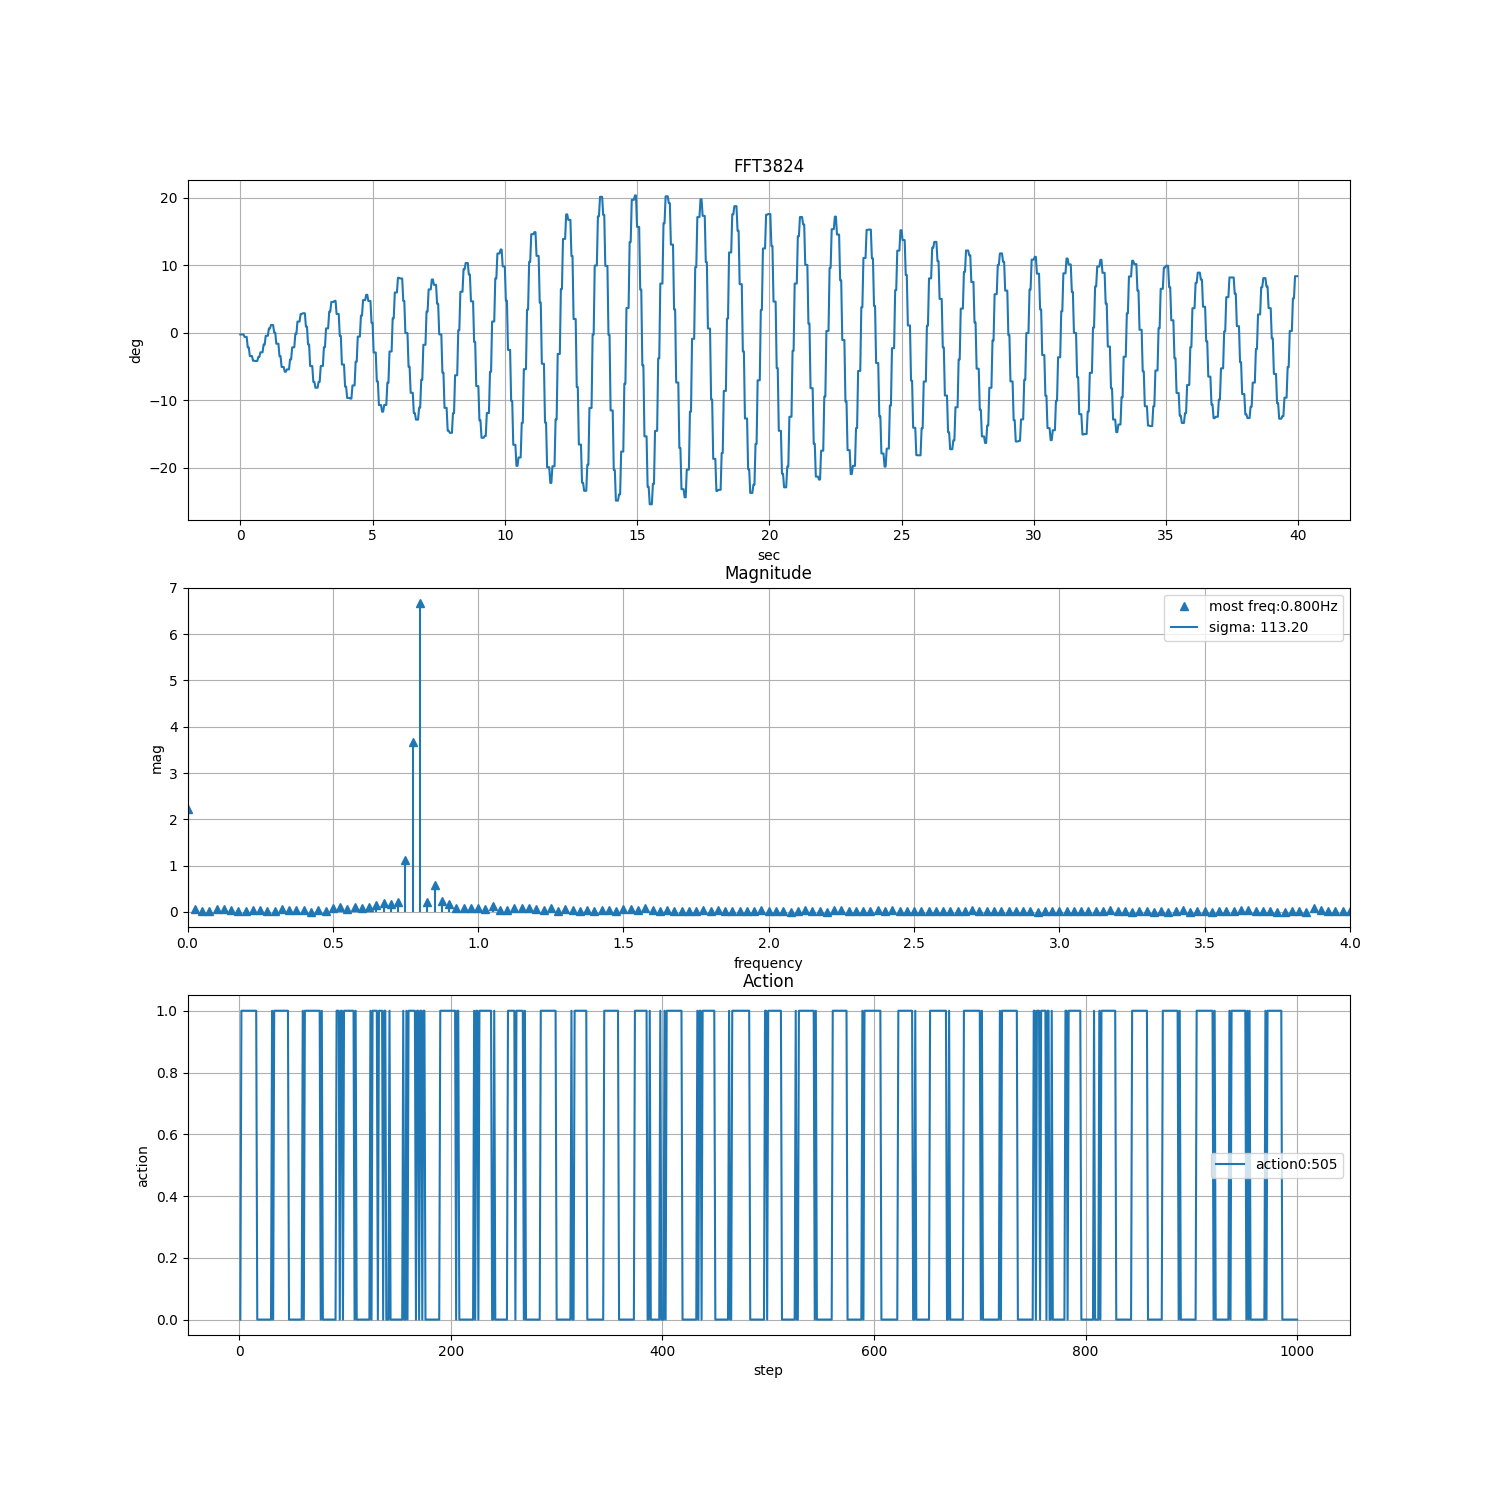 FFT3824
20
10
0
−10
−20
deg
0 5 10 15 20 25 30 35 40
sec
Magnitude
7
6
5
4
3
2
1
0
mag
most freq:0.800Hz
sigma: 113.20
0.0 0.5 1.0 1.5 2.0 2.5 3.0 3.5 4.0
frequency
Action
1.0
0.8
0.6
0.4
0.2
0.0
action
action0:505
0 200 400 600 800 1000
step